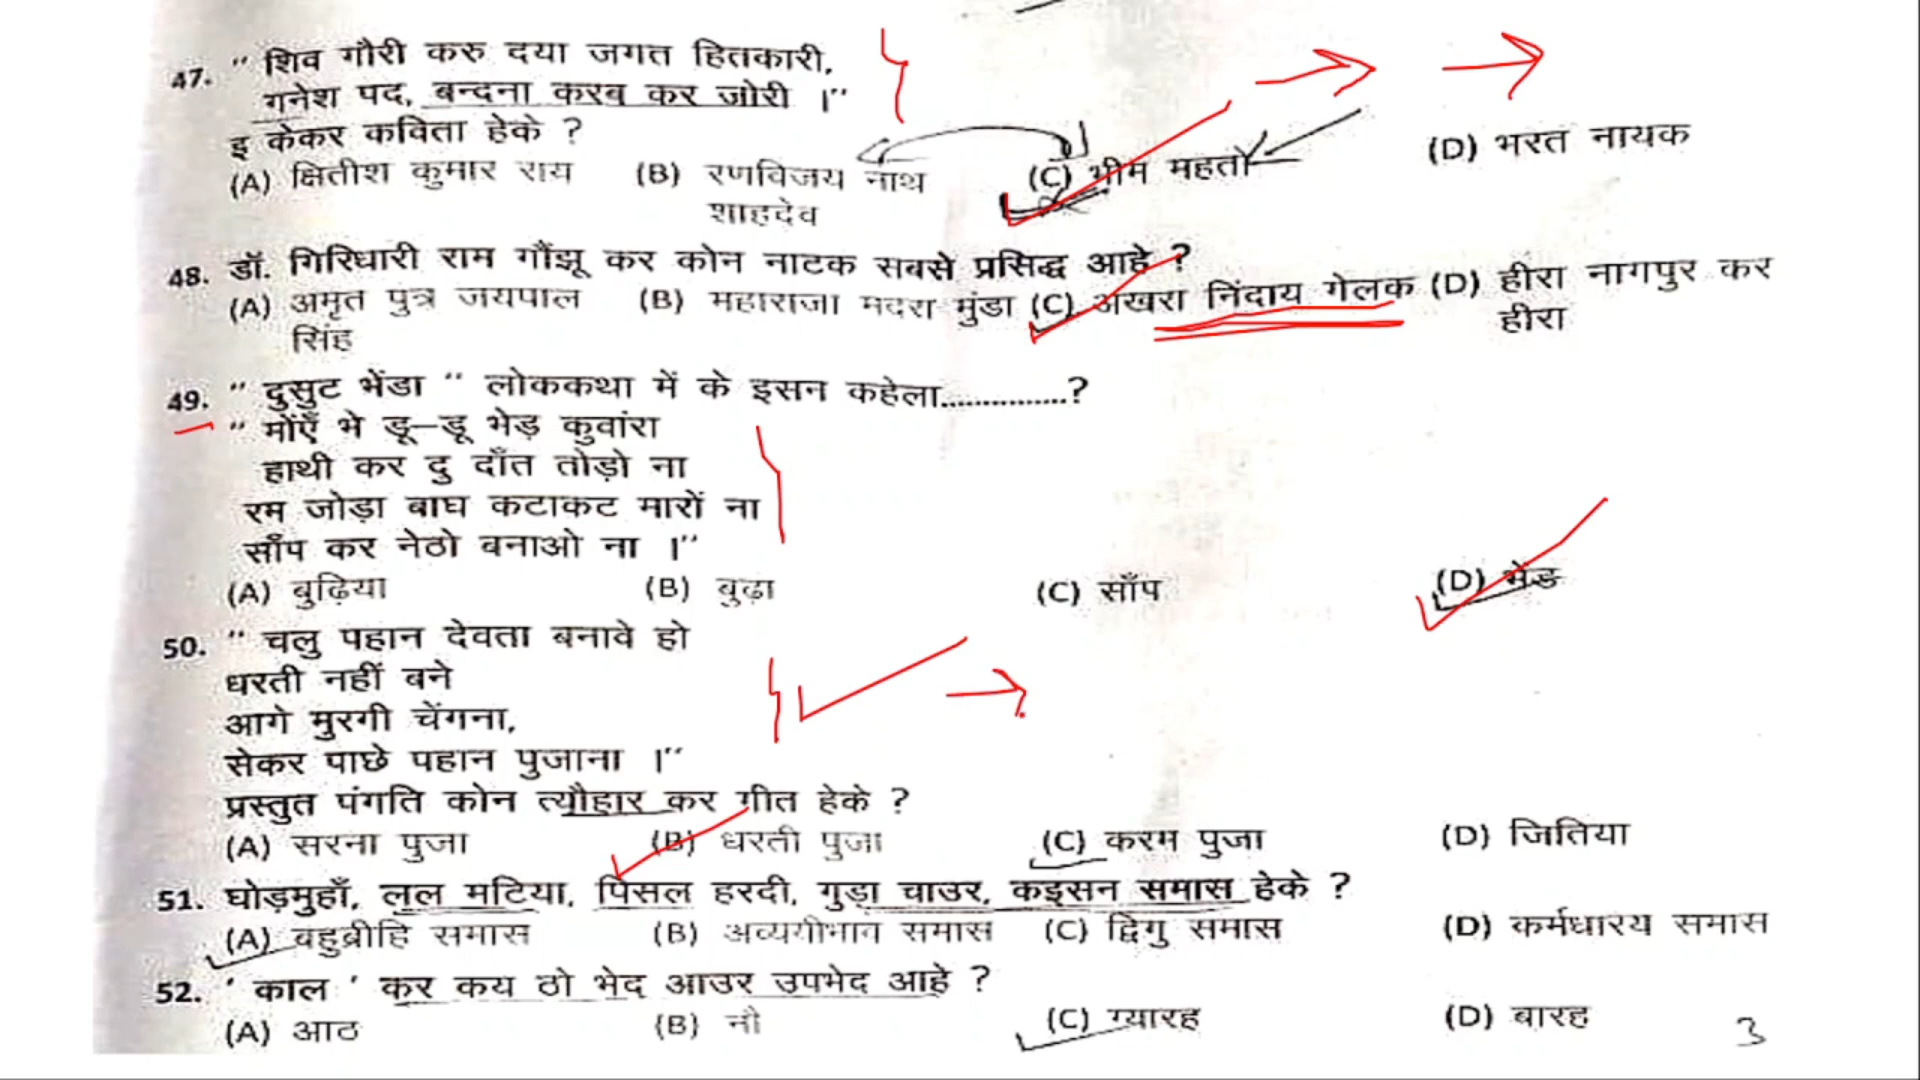 47. " शिव गौरी करु दया जगत हितकारी,
गनेश पद, बन्दना करब कर जोरी ।"
इ केकर कविता हेके ?
(A) क्षितीश कुमार राय (B) रणविजय नाथ शाहदेव (C) भीम महतो (D) भरत नायक
48. डॉ. गिरिधारी राम गौंझू कर कोन नाटक सबसे प्रसिद्ध आहे ?
(A) अमृत पुत्र जयपाल सिंह (B) महाराजा मदरा मुंडा (C) अखरा निंदाय गेलक (D) हीरा नागपुर कर हीरा
49. " दुसुट भेंडा " लोककथा में के इसन कहेला...............?
" मोंएँ भे डू–डू भेड़ कुवांरा
हाथी कर दु दाँत तोड़ो ना
रम जोड़ा बाघ कटाकट मारों ना
साँप कर नेठो बनाओ ना ।"
(A) बुढ़िया (B) बुढ़ा (C) साँप (D) भेंड
50. " चलु पहान देवता बनावे हो
धरती नहीं बने
आगे मुरगी चेंगना,
सेकर पाछे पहान पुजाना ।"
प्रस्तुत पंगति कोन त्यौहार कर गीत हेके ?
(A) सरना पुजा (B) धरती पुजा (C) करम पुजा (D) जितिया
51. घोड़मुहाँ, लल मटिया, पिसल हरदी, गुड़ा चाउर, कइसन समास हेके ?
(A) बहुब्रीहि समास (B) अव्ययीभाव समास (C) द्विगु समास (D) कर्मधारय समास
52. ' काल ' कर कय ठो भेद आउर उपभेद आहे ?
(A) आठ (B) नौ (C) ग्यारह (D) बारह
3